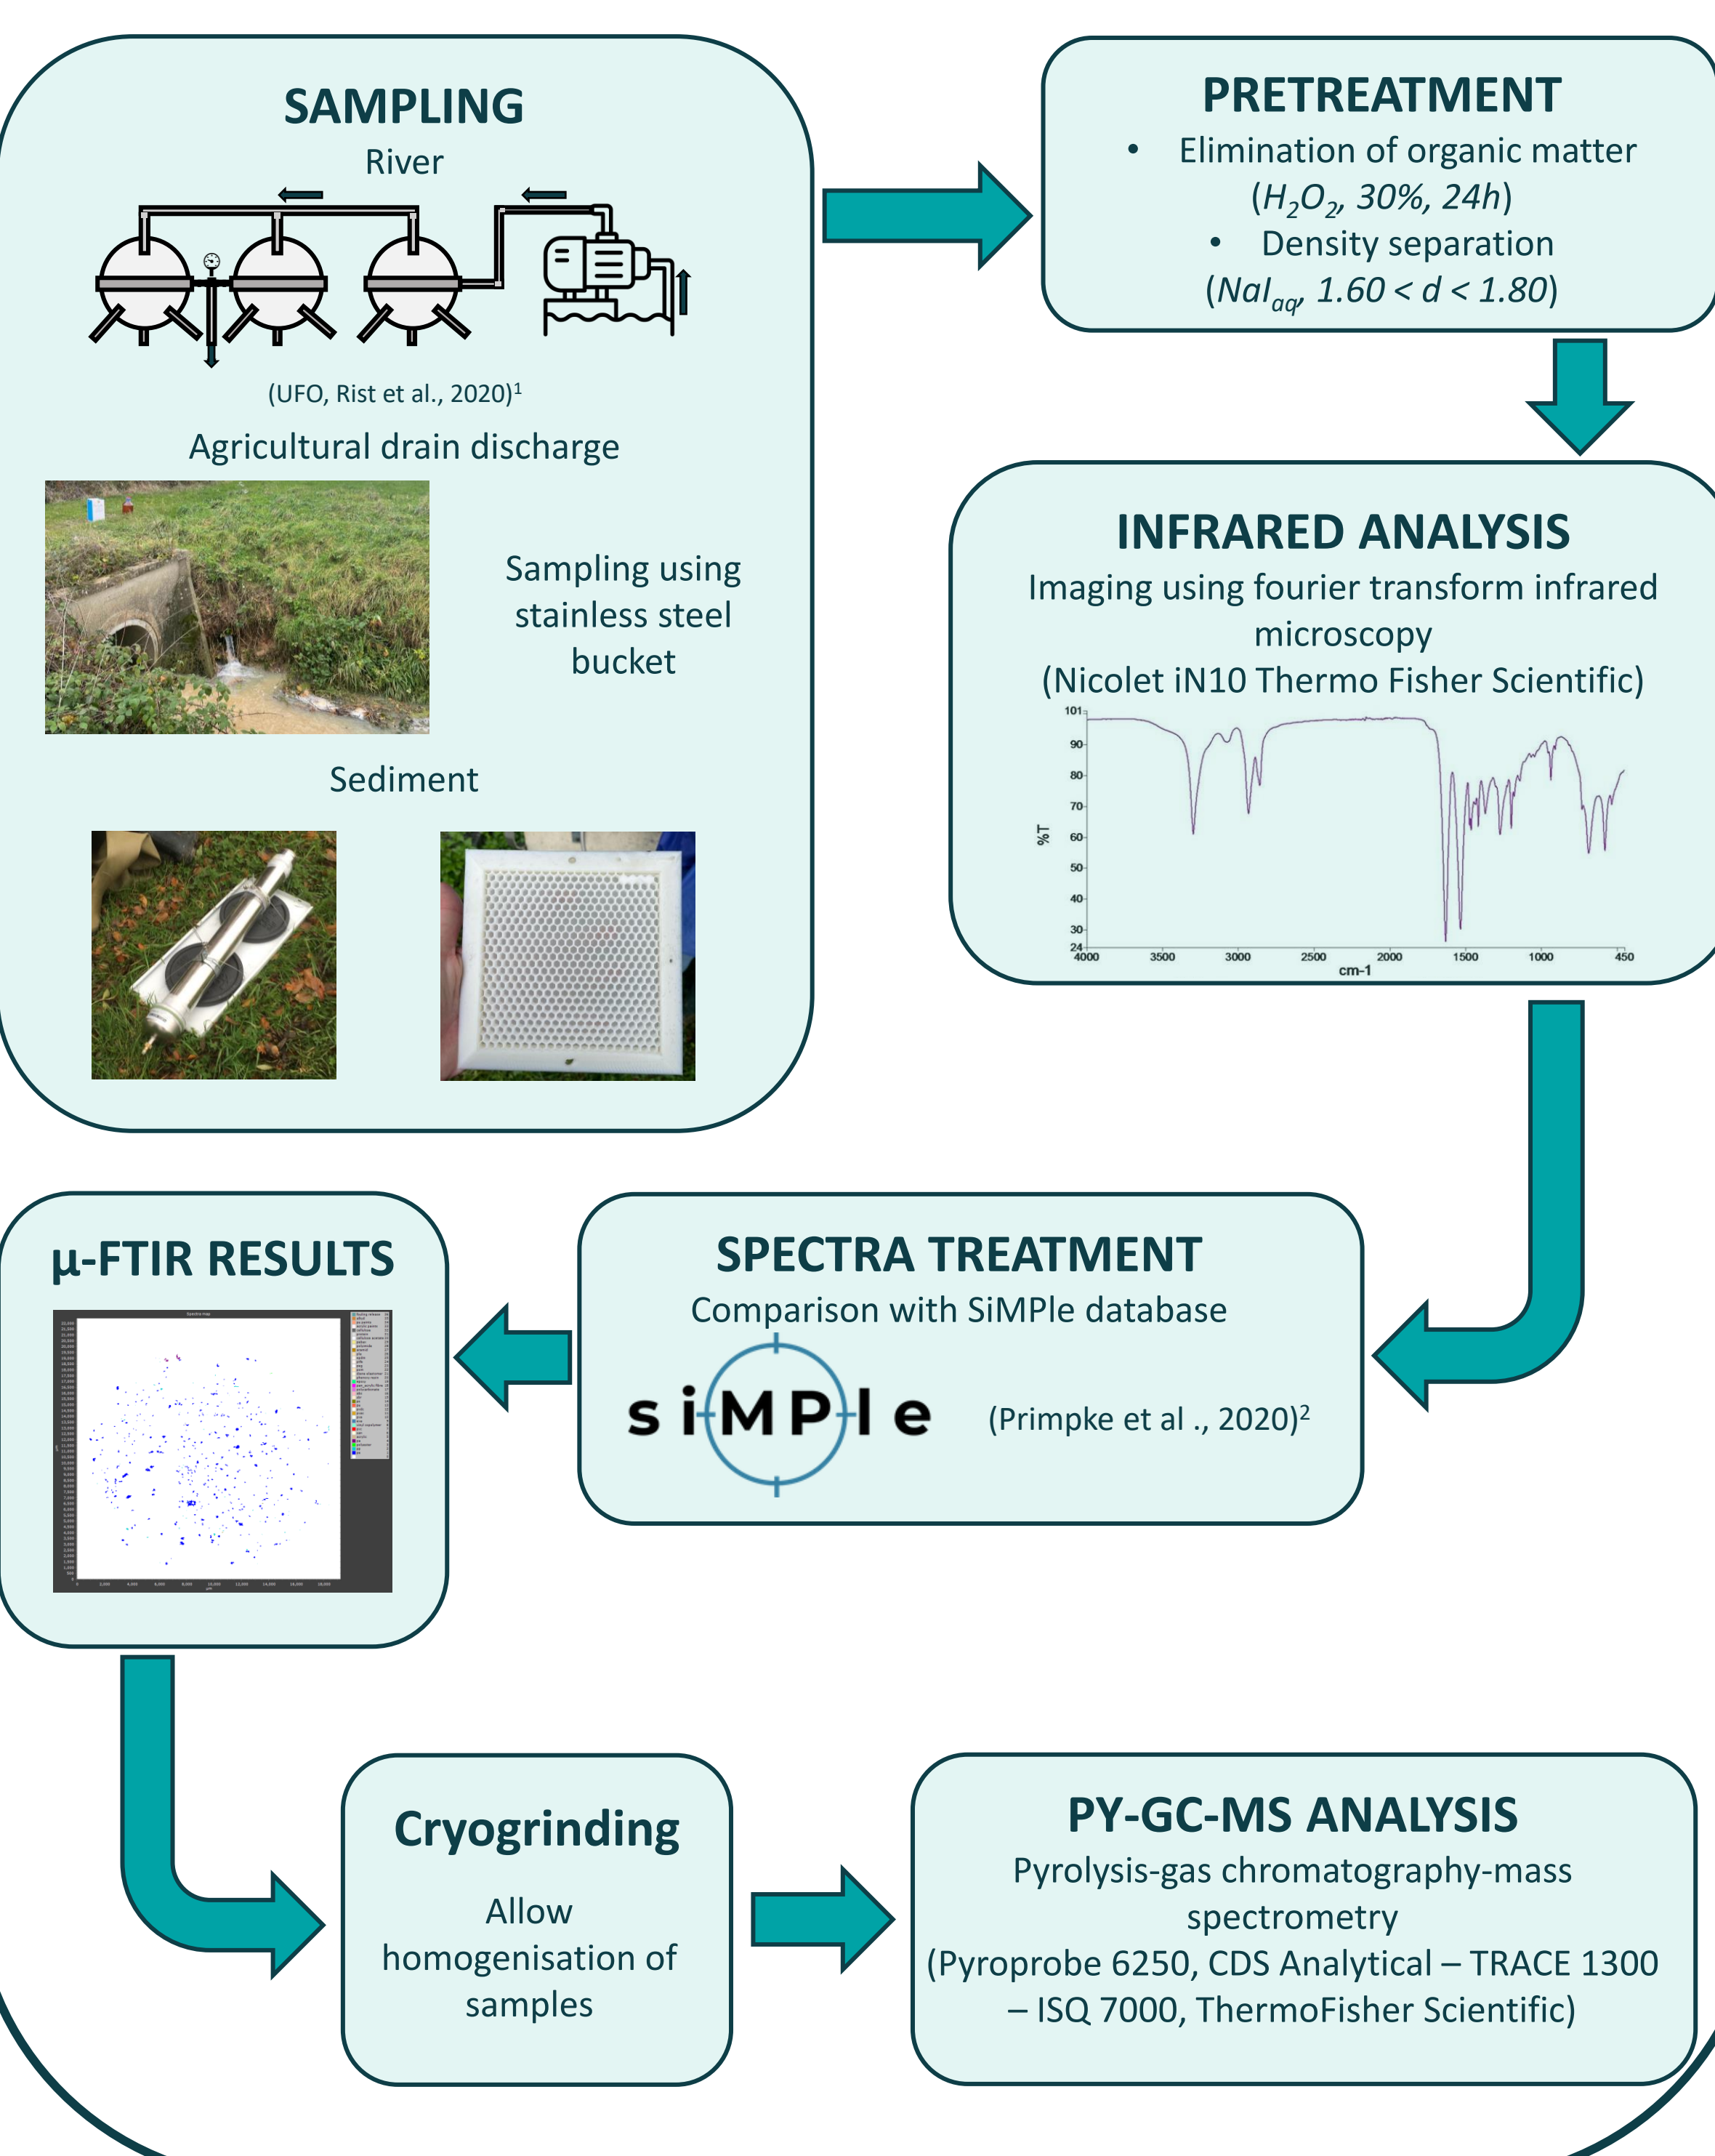 SAMPLING
River
(UFO, Rist et al., 2020)1
Agricultural drain discharge
Sampling using
stainless steel
bucket
Sediment
PRETREATMENT
• Elimination of organic matter
(H2O2, 30%, 24h)
• Density separation
(NaIaq, 1.60 < d < 1.80)
INFRARED ANALYSIS
Imaging using fourier transform infrared
microscopy
(Nicolet iN10 Thermo Fisher Scientific)
101
90
80
70
60
50
40
30
24
%T
4000 3500 3000 2500 2000 1500 1000 450
cm-1
SPECTRA TREATMENT
Comparison with SiMPle database
siMPle
(Primpke et al ., 2020)2
µ-FTIR RESULTS
Cryogrinding
Allow
homogenisation of
samples
PY-GC-MS ANALYSIS
Pyrolysis-gas chromatography-mass
spectrometry
(Pyroprobe 6250, CDS Analytical – TRACE 1300
– ISQ 7000, ThermoFisher Scientific)